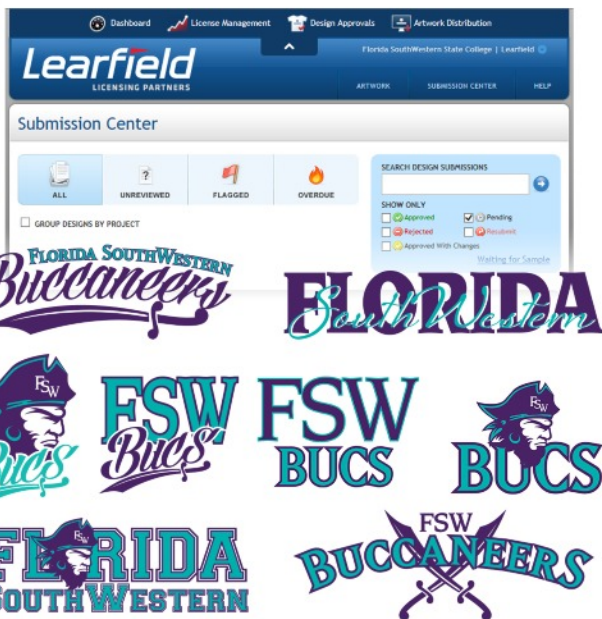 Dashboard License Management Design Approvals Artwork Distribution
Florida SouthWestern State College | Learfield
Learfield
LICENSING PARTNERS
ARTWORK SUBMISSION CENTER HELP
Submission Center
ALL UNREVIEWED FLAGGED OVERDUE
SEARCH DESIGN SUBMISSIONS
SHOW ONLY
Approved Pending
Rejected Resubmit
Approved With Changes
Waiting for Sample
GROUP DESIGNS BY PROJECT
FLORIDA SOUTHWESTERN
Buccaneers
FLORIDA
SouthWestern
FSW
Bucs
FSW
Bucs
FSW
BUCS
FSW
BUCS
FSW
FLORIDA
SOUTHWESTERN
FSW
BUCCANEERS